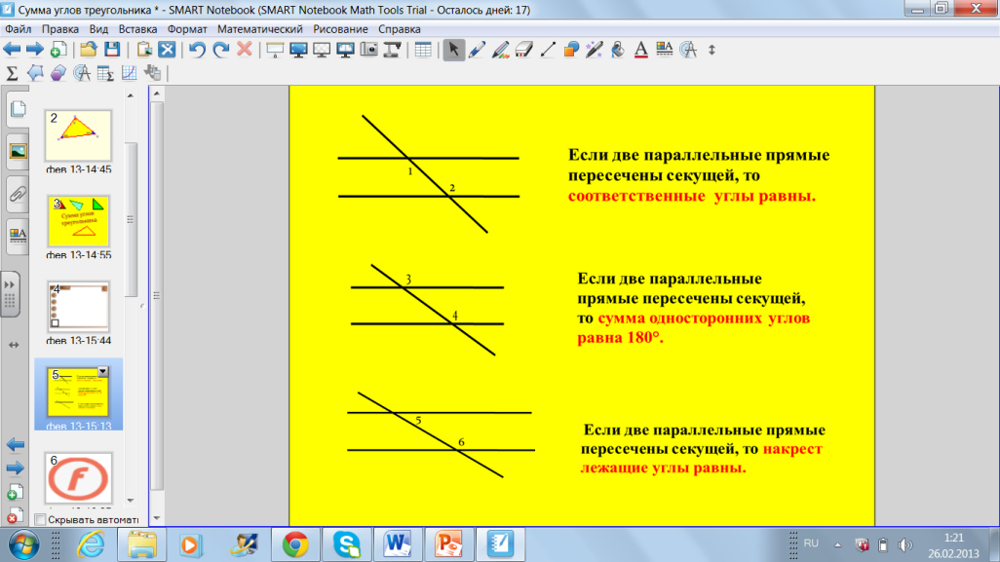 Сумма углов треугольника * - SMART Notebook (SMART Notebook Math Tools Trial - Осталось дней: 17)
Файл Правка Вид Вставка Формат Математический Рисование Справка
2
фев 13-14:45
3
Сумма углов
треугольника
фев 13-14:55
4
фев 13-15:44
5
фев 13-15:13
6
Скрывать автомат
1
2
Если две параллельные прямые
пересечены секущей, то
соответственные углы равны.
3
4
Если две параллельные
прямые пересечены секущей,
то сумма односторонних углов
равна 180°.
5
6
Если две параллельные прямые
пересечены секущей, то накрест
лежащие углы равны.
RU
1:21
26.02.2013